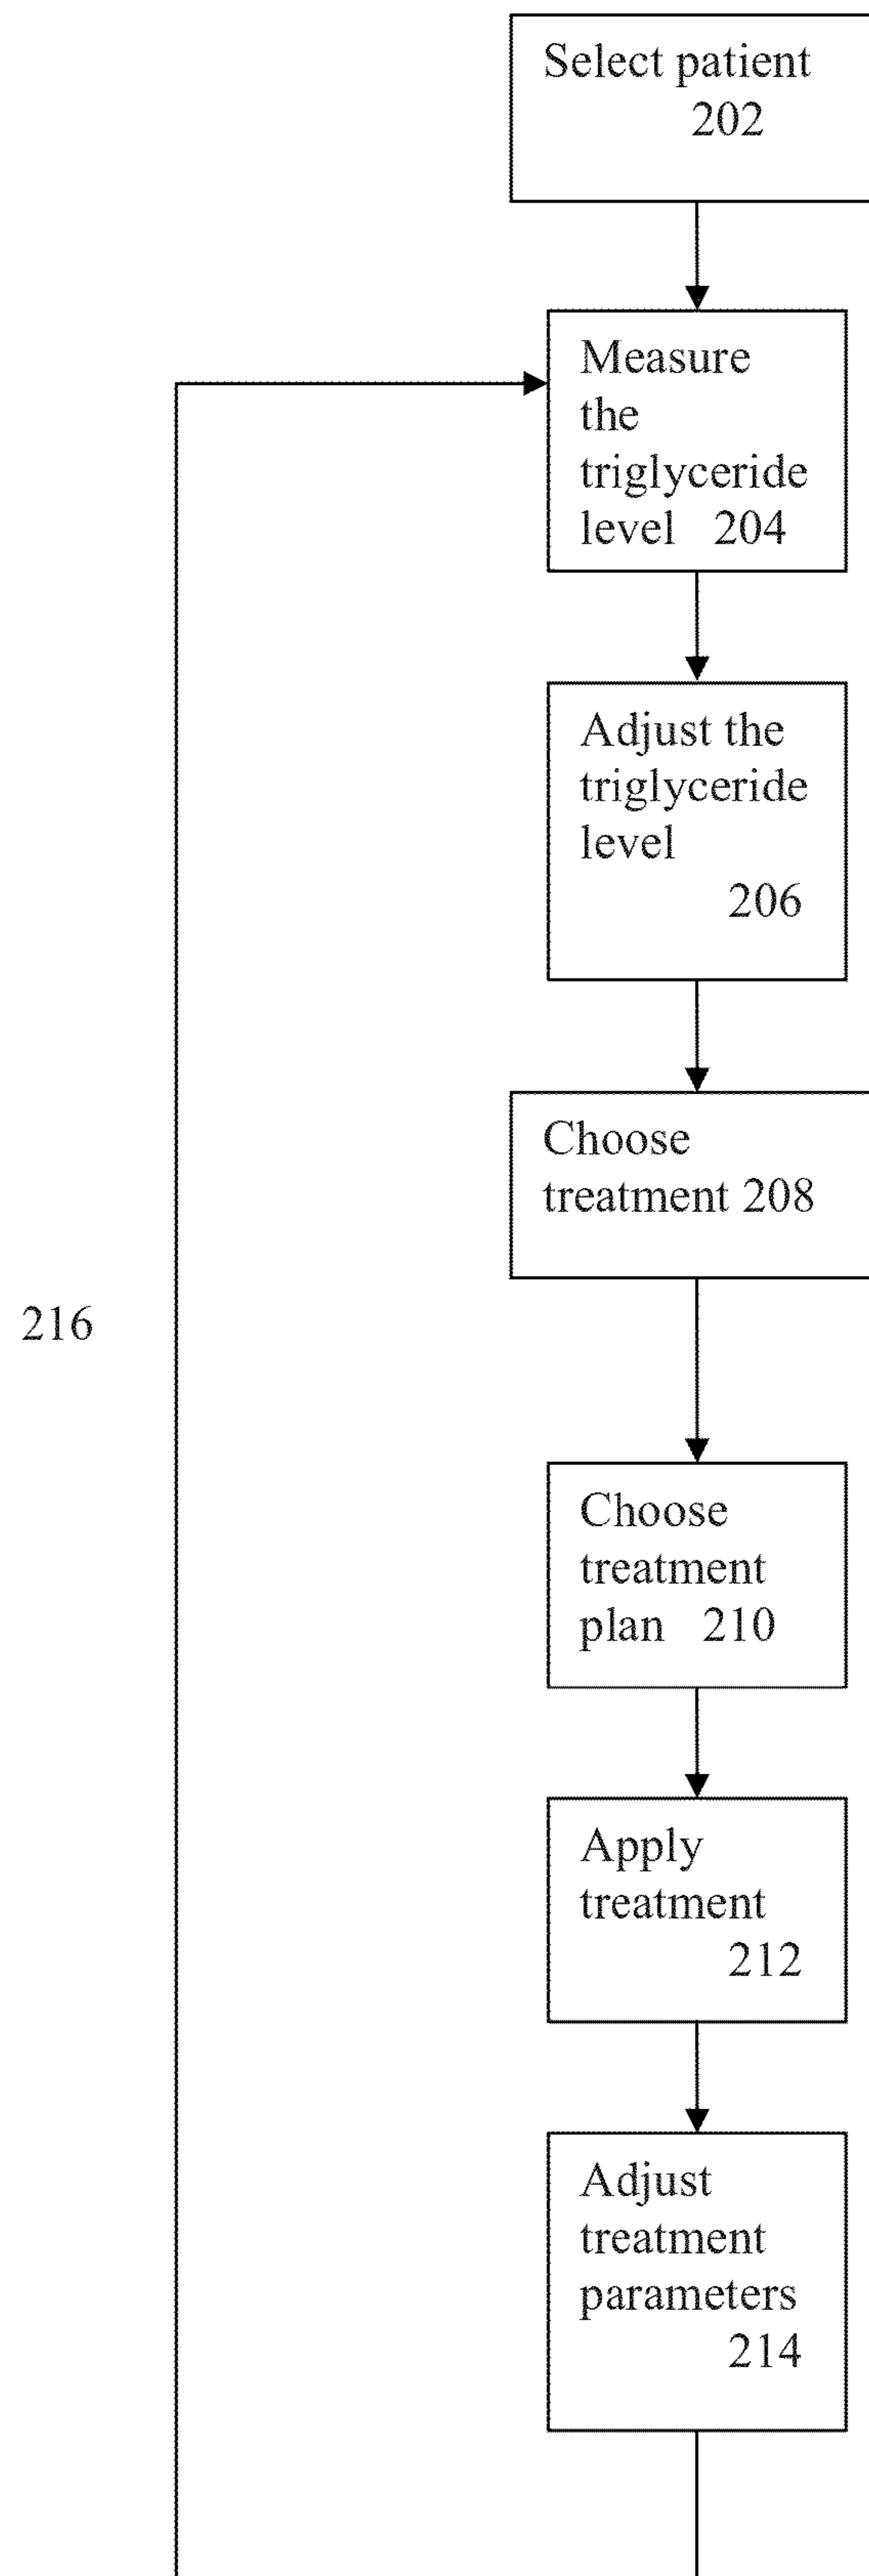 Select patient
202
Measure
the
triglyceride
level 204
Adjust the
triglyceride
level
206
Choose
treatment 208
216
Choose
treatment
plan 210
Apply
treatment
212
Adjust
treatment
parameters
214